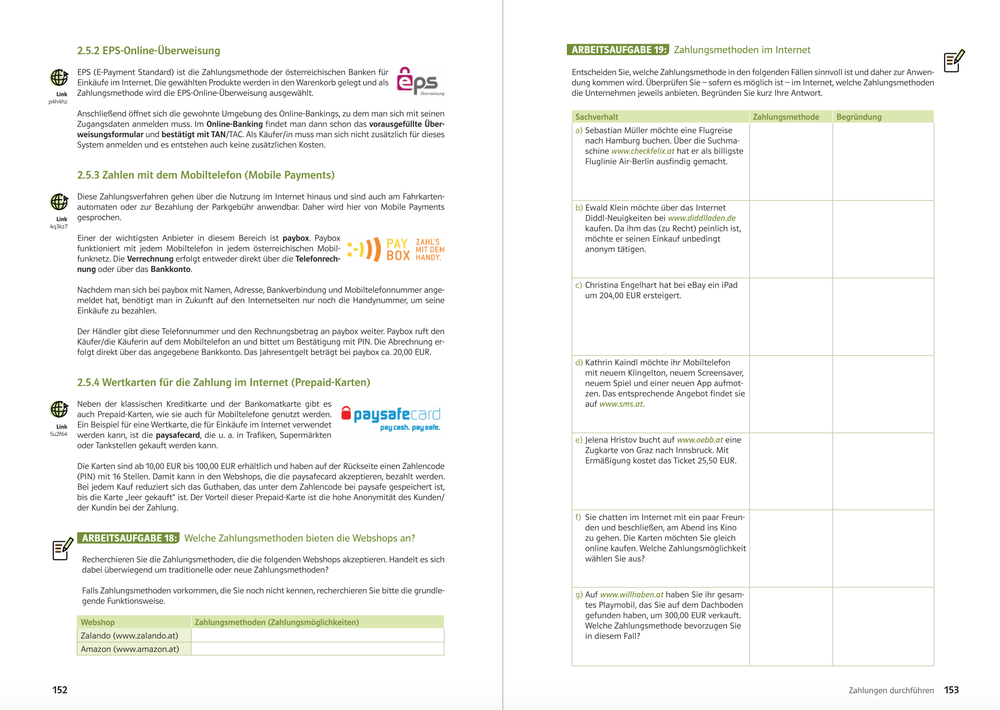 2.5.2 EPS-Online-Überweisung
EPS (E-Payment Standard) ist die Zahlungsmethode der österreichischen Banken für
Einkäufe im Internet. Die gewählten Produkte werden in den Warenkorb gelegt und als
Zahlungsmethode wird die EPS-Online-Überweisung ausgewählt.
eps
Überweisung
Link
p4h4hz
Anschließend öffnet sich die gewohnte Umgebung des Online-Bankings, zu dem man sich mit seinen
Zugangsdaten anmelden muss. Im Online-Banking findet man dann schon das vorausgefüllte Über-
weisungsformular und bestätigt mit TAN/TAC. Als Käufer/in muss man sich nicht zusätzlich für dieses
System anmelden und es entstehen auch keine zusätzlichen Kosten.
2.5.3 Zahlen mit dem Mobiltelefon (Mobile Payments)
Diese Zahlungsverfahren gehen über die Nutzung im Internet hinaus und sind auch am Fahrkarten-
automaten oder zur Bezahlung der Parkgebühr anwendbar. Daher wird hier von Mobile Payments
gesprochen.
Link
4q3kz7
Einer der wichtigsten Anbieter in diesem Bereich ist paybox. Paybox
funktioniert mit jedem Mobiltelefon in jedem österreichischen Mobil-
funknetz. Die Verrechnung erfolgt entweder direkt über die Telefonrech-
nung oder über das Bankkonto.
:-)))
PAY
BOX
ZAHL'S
MIT DEM
HANDY.
Nachdem man sich bei paybox mit Namen, Adresse, Bankverbindung und Mobiltelefonnummer ange-
meldet hat, benötigt man in Zukunft auf den Internetseiten nur noch die Handynummer, um seine
Einkäufe zu bezahlen.
Der Händler gibt diese Telefonnummer und den Rechnungsbetrag an paybox weiter. Paybox ruft den
Käufer/die Käuferin auf dem Mobiltelefon an und bittet um Bestätigung mit PIN. Die Abrechnung er-
folgt direkt über das angegebene Bankkonto. Das Jahresentgelt beträgt bei paybox ca. 20,00 EUR.
2.5.4 Wertkarten für die Zahlung im Internet (Prepaid-Karten)
Neben der klassischen Kreditkarte und der Bankomatkarte gibt es
auch Prepaid-Karten, wie sie auch für Mobiltelefone genutzt werden.
Ein Beispiel für eine Wertkarte, die für Einkäufe im Internet verwendet
werden kann, ist die paysafecard, die u. a. in Trafiken, Supermärkten
oder Tankstellen gekauft werden kann.
Link
5u2f64
paysafecard
pay cash. pay safe.
Die Karten sind ab 10,00 EUR bis 100,00 EUR erhältlich und haben auf der Rückseite einen Zahlencode
(PIN) mit 16 Stellen. Damit kann in den Webshops, die die paysafecard akzeptieren, bezahlt werden.
Bei jedem Kauf reduziert sich das Guthaben, das unter dem Zahlencode bei paysafe gespeichert ist,
bis die Karte „leer gekauft“ ist. Der Vorteil dieser Prepaid-Karte ist die hohe Anonymität des Kunden/
der Kundin bei der Zahlung.
ARBEITSAUFGABE 18: Welche Zahlungsmethoden bieten die Webshops an?
Recherchieren Sie die Zahlungsmethoden, die die folgenden Webshops akzeptieren. Handelt es sich
dabei überwiegend um traditionelle oder neue Zahlungsmethoden?
Falls Zahlungsmethoden vorkommen, die Sie noch nicht kennen, recherchieren Sie bitte die grundle-
gende Funktionsweise.
Webshop Zahlungsmethoden (Zahlungsmöglichkeiten)
Zalando (www.zalando.at)
Amazon (www.amazon.at)
152
ARBEITSAUFGABE 19: Zahlungsmethoden im Internet
Entscheiden Sie, welche Zahlungsmethode in den folgenden Fällen sinnvoll ist und daher zur Anwen-
dung kommen wird. Überprüfen Sie – sofern es möglich ist – im Internet, welche Zahlungsmethoden
die Unternehmen jeweils anbieten. Begründen Sie kurz Ihre Antwort.
Sachverhalt Zahlungsmethode Begründung
a) Sebastian Müller möchte eine Flugreise
nach Hamburg buchen. Über die Suchma-
schine www.checkfelix.at hat er als billigste
Fluglinie Air-Berlin ausfindig gemacht.
b) Ewald Klein möchte über das Internet
Diddl-Neuigkeiten bei www.diddlladen.de
kaufen. Da ihm das (zu Recht) peinlich ist,
möchte er seinen Einkauf unbedingt
anonym tätigen.
c) Christina Engelhart hat bei eBay ein iPad
um 204,00 EUR ersteigert.
d) Kathrin Kaindl möchte ihr Mobiltelefon
mit neuem Klingelton, neuem Screensaver,
neuem Spiel und einer neuen App aufmot-
zen. Das entsprechende Angebot findet sie
auf www.sms.at.
e) Jelena Hristov bucht auf www.oebb.at eine
Zugkarte von Graz nach Innsbruck. Mit
Ermäßigung kostet das Ticket 25,50 EUR.
f) Sie chatten im Internet mit ein paar Freun-
den und beschließen, am Abend ins Kino
zu gehen. Die Karten möchten Sie gleich
online kaufen. Welche Zahlungsmöglichkeit
wählen Sie aus?
g) Auf www.willhaben.at haben Sie ihr gesam-
tes Playmobil, das Sie auf dem Dachboden
gefunden haben, um 300,00 EUR verkauft.
Welche Zahlungsmethode bevorzugen Sie
in diesem Fall?
Zahlungen durchführen 153